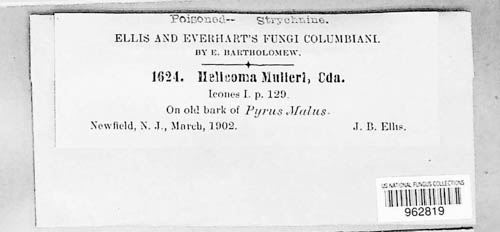 Poisoned-- Strychnine.
ELLIS AND EVERHART'S FUNGI COLUMBIANI.
BY E. BARTHOLOMEW.
1624. Helicoma Mulleri, Cda.
Icones I. p. 129.
On old bark of Pyrus Malus.
Newfield, N. J., March, 1902. J. B. Ellis.
US NATIONAL FUNGUS COLLECTIONS
962819